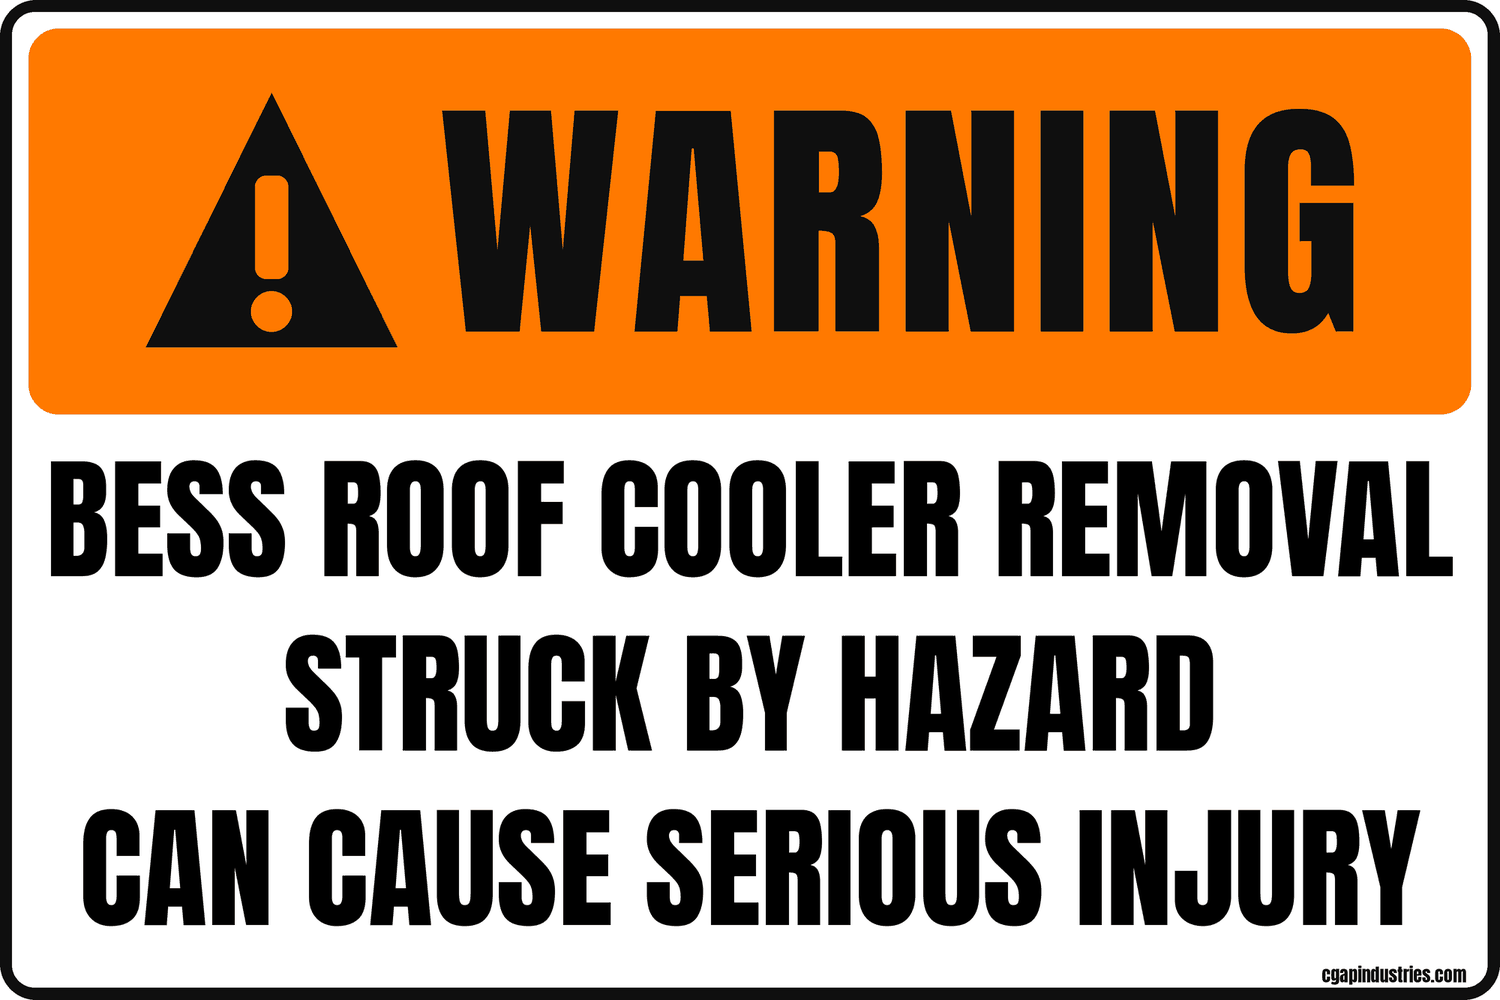 WARNING
BESS ROOF COOLER REMOVAL
STRUCK BY HAZARD
CAN CAUSE SERIOUS INJURY
cgapindustries.com